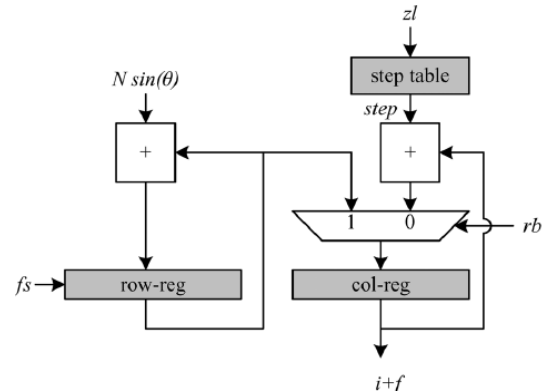 zl
step table
N sin(θ)
step
+
+
1 0
rb
fs
row-reg
col-reg
i+f